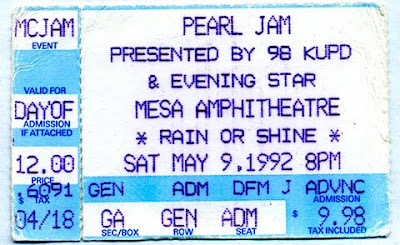 MCJAM
EVENT
VALID FOR
DAY'OF
ADMISSION
IF ATTACHED
12.00
PRICE
&
TAX
04/18
PEARL JAM
PRESENTED BY 98 KUPD
& EVENING STAR
MESA AMPHITHEATRE
* RAIN OR SHINE *
SAT MAY 9,1992 8PM
GEN ADM DFM J ADVNC
ADMISSION
GA GEN ADM $ 9.98
SEC/BOX ROW SEAT TAX INCLUDED